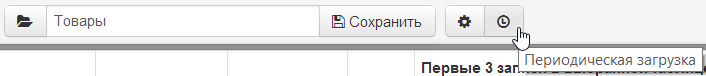 Товары Сохранить
Периодическая загрузка
Первые 3